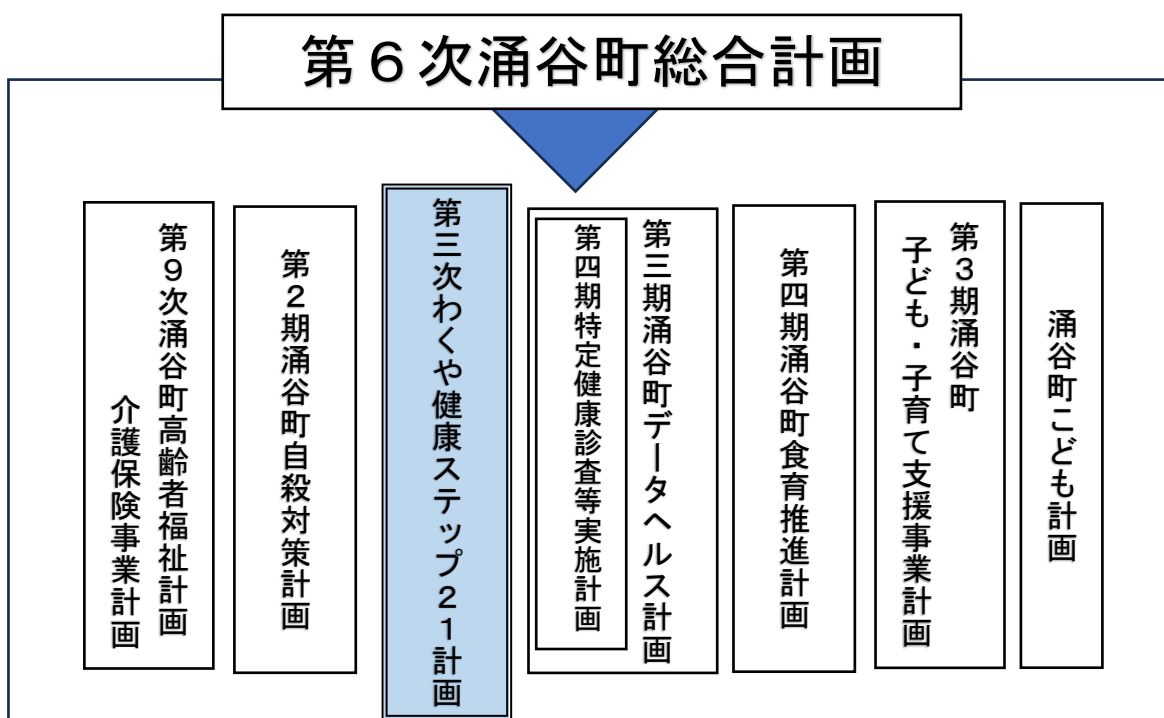 第６次涌谷町総合計画
第９次涌谷町高齢者福祉計画
介護保険事業計画
第２期涌谷町自殺対策計画
第三次わくや健康ステップ２１計画
第三期涌谷町データヘルス計画
第四期特定健康診査等実施計画
第四期涌谷町食育推進計画
第３期涌谷町
子ども・子育て支援事業計画
涌谷町こども計画